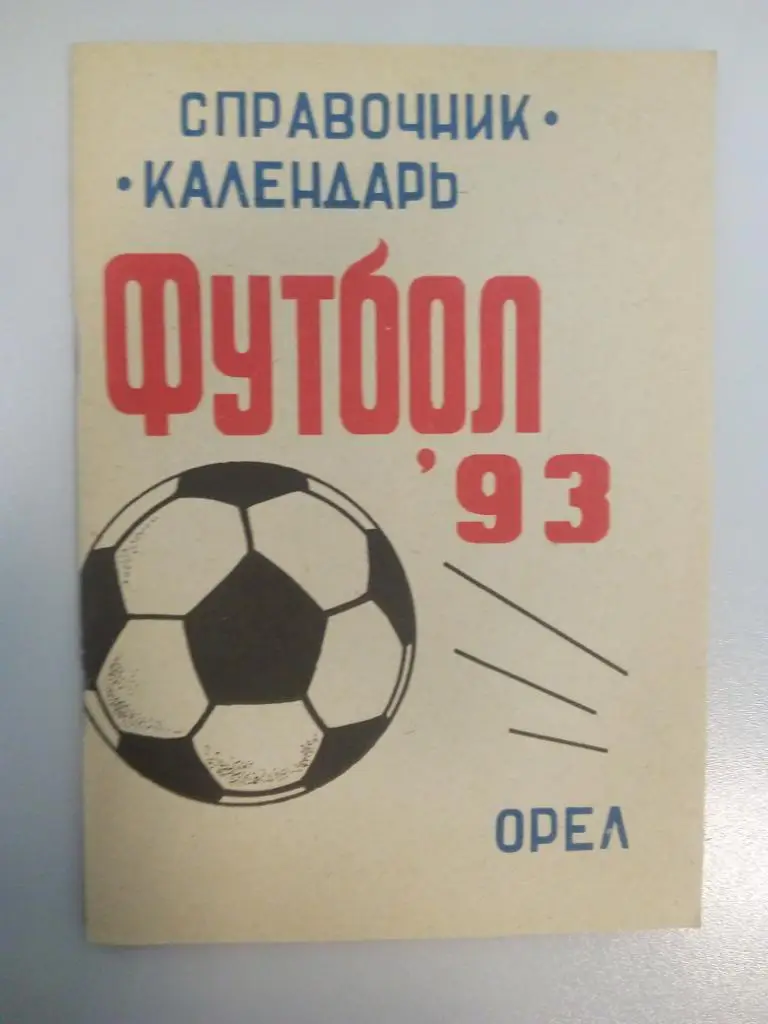 СПРАВОЧНИК •
• КАЛЕНДАРЬ
ФУТБОЛ
'93
ОРЕЛ